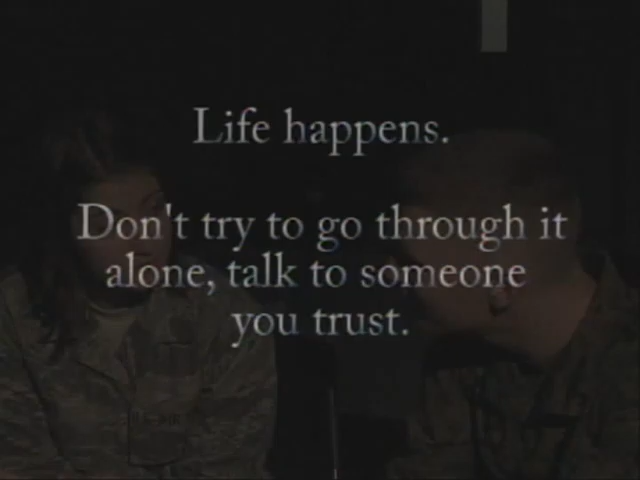 Life happens.
Don't try to go through it
alone, talk to someone
you trust.